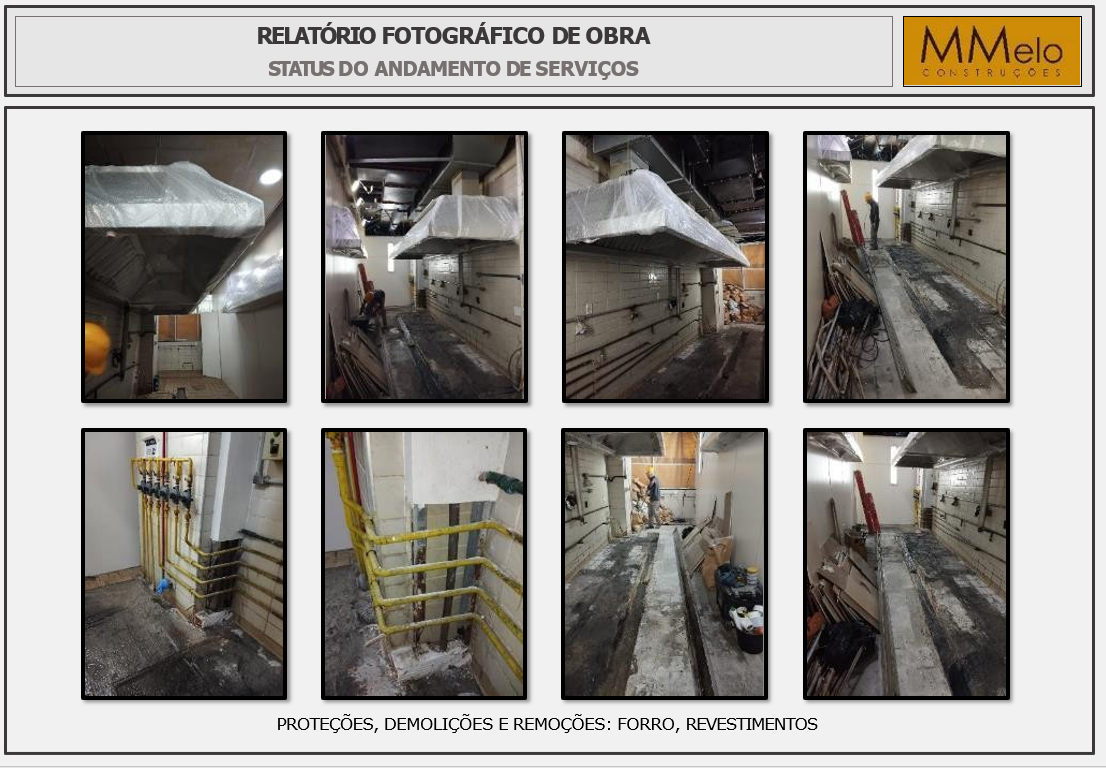 RELATÓRIO FOTOGRÁFICO DE OBRA
STATUS DO ANDAMENTO DE SERVIÇOS
MMelo
CONSTRUÇÕES
PROTEÇÕES, DEMOLIÇÕES E REMOÇÕES: FORRO, REVESTIMENTOS